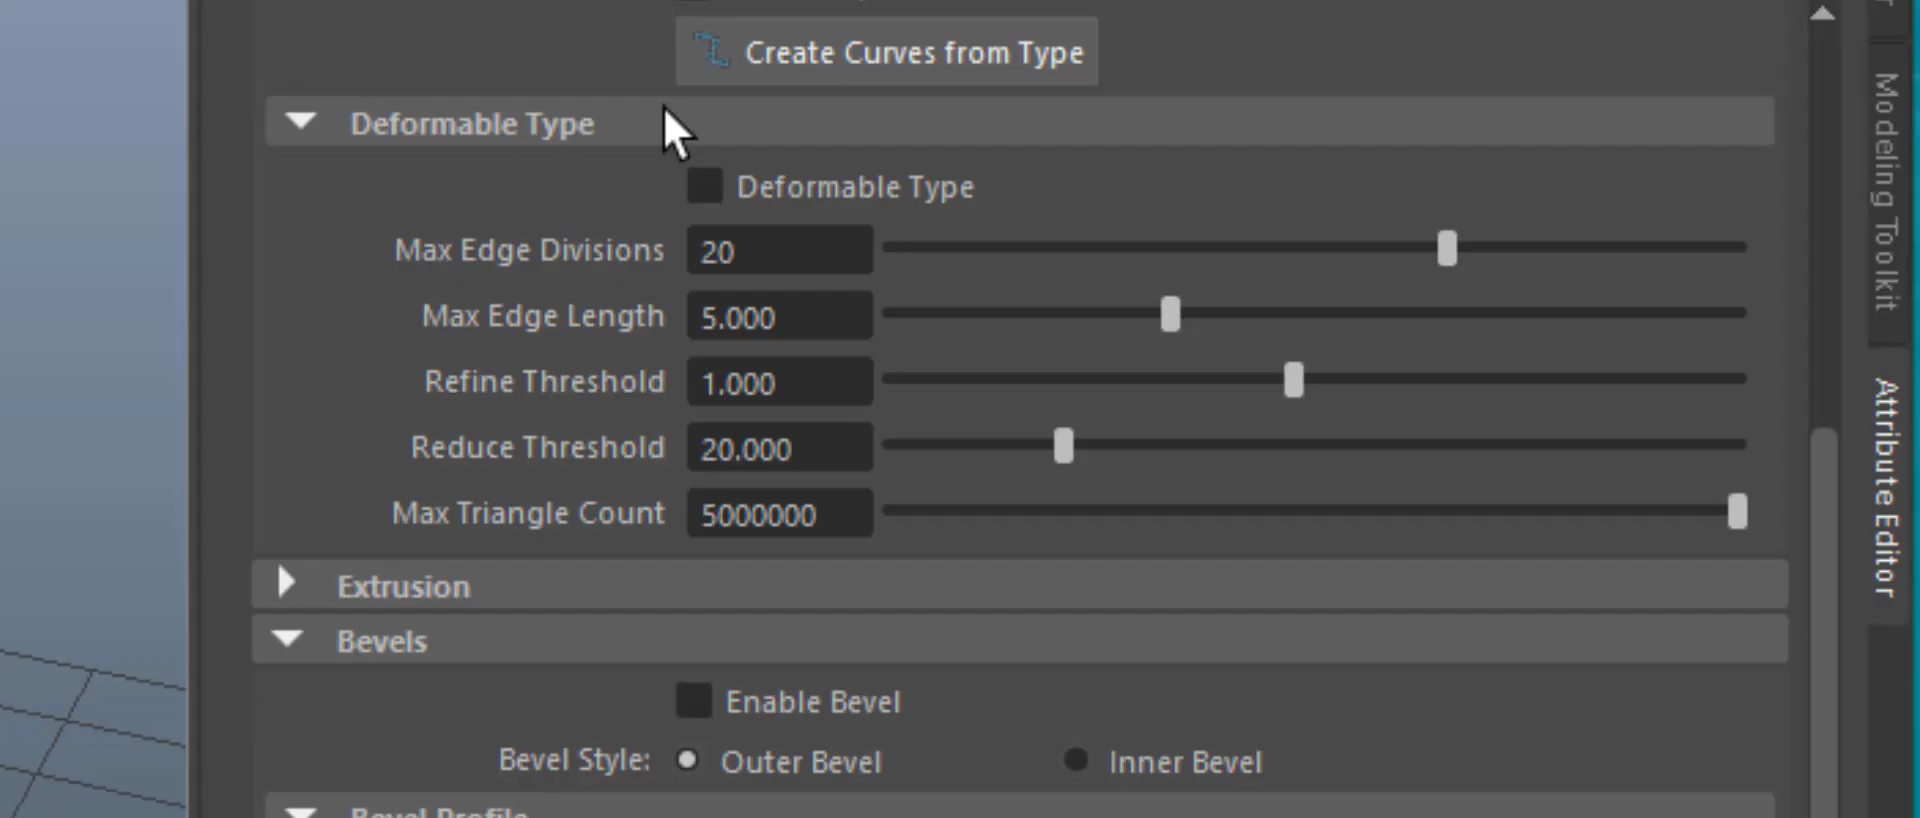 Create Curves from Type
Deformable Type
Deformable Type
Max Edge Divisions 20
Max Edge Length 5.000
Refine Threshold 1.000
Reduce Threshold 20.000
Max Triangle Count 5000000
Extrusion
Bevels
Enable Bevel
Bevel Style: Outer Bevel Inner Bevel
Bevel Profile
Modeling Toolkit
Attribute Editor